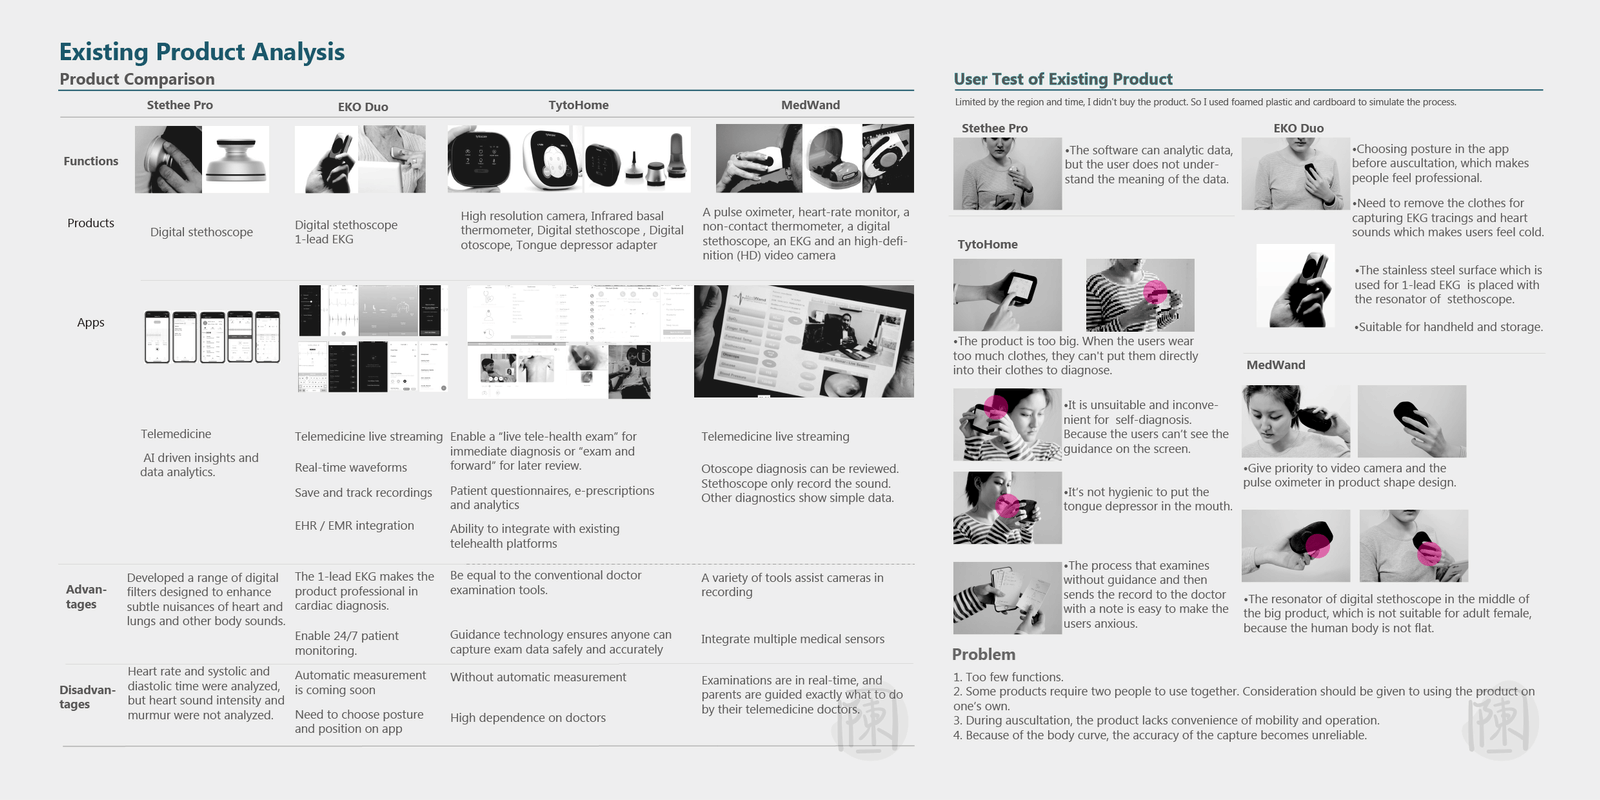 Existing Product Analysis
Product Comparison
Stethee Pro
EKO Duo
TytoHome
MedWand
Functions
Products
Digital stethoscope
Digital stethoscope
1-lead EKG
High resolution camera, Infrared basal
thermometer, Digital stethoscope , Digital
otoscope, Tongue depressor adapter
A pulse oximeter, heart-rate monitor, a
non-contact thermometer, a digital
stethoscope, an EKG and an high-defi-
nition (HD) video camera
Apps
Telemedicine
AI driven insights and
data analytics.
Telemedicine live streaming
Real-time waveforms
Save and track recordings
EHR / EMR integration
Enable a “live tele-health exam” for
immediate diagnosis or “exam and
forward” for later review.
Patient questionnaires, e-prescriptions
and analytics
Ability to integrate with existing
telehealth platforms
Telemedicine live streaming
Otoscope diagnosis can be reviewed.
Stethoscope only record the sound.
Other diagnostics show simple data.
Advan-
tages
Developed a range of digital
filters designed to enhance
subtle nuisances of heart and
lungs and other body sounds.
The 1-lead EKG makes the
product professional in
cardiac diagnosis.
Enable 24/7 patient
monitoring.
Be equal to the conventional doctor
examination tools.
Guidance technology ensures anyone can
capture exam data safely and accurately
A variety of tools assist cameras in
recording
Integrate multiple medical sensors
Disadvan-
tages
Heart rate and systolic and
diastolic time were analyzed,
but heart sound intensity and
murmur were not analyzed.
Automatic measurement
is coming soon
Need to choose posture
and position on app
Without automatic measurement
High dependence on doctors
Examinations are in real-time, and
parents are guided exactly what to do
by their telemedicine doctors.
陳
User Test of Existing Product
Limited by the region and time, I didn't buy the product. So I used foamed plastic and cardboard to simulate the process.
Stethee Pro
•The software can analytic data,
but the user does not under-
stand the meaning of the data.
EKO Duo
•Choosing posture in the app
before auscultation, which makes
people feel professional.
•Need to remove the clothes for
capturing EKG tracings and heart
sounds which makes users feel cold.
•The stainless steel surface which is
used for 1-lead EKG is placed with
the resonator of stethoscope.
•Suitable for handheld and storage.
TytoHome
•The product is too big. When the users wear
too much clothes, they can't put them directly
into their clothes to diagnose.
•It is unsuitable and inconve-
nient for self-diagnosis.
Because the users can’t see the
guidance on the screen.
•It’s not hygienic to put the
tongue depressor in the mouth.
•The process that examines
without guidance and then
sends the record to the doctor
with a note is easy to make the
users anxious.
MedWand
•Give priority to video camera and the
pulse oximeter in product shape design.
•The resonator of digital stethoscope in the middle of
the big product, which is not suitable for adult female,
because the human body is not flat.
Problem
1. Too few functions.
2. Some products require two people to use together. Consideration should be given to using the product on
one’s own.
3. During auscultation, the product lacks convenience of mobility and operation.
4. Because of the body curve, the accuracy of the capture becomes unreliable.
陳